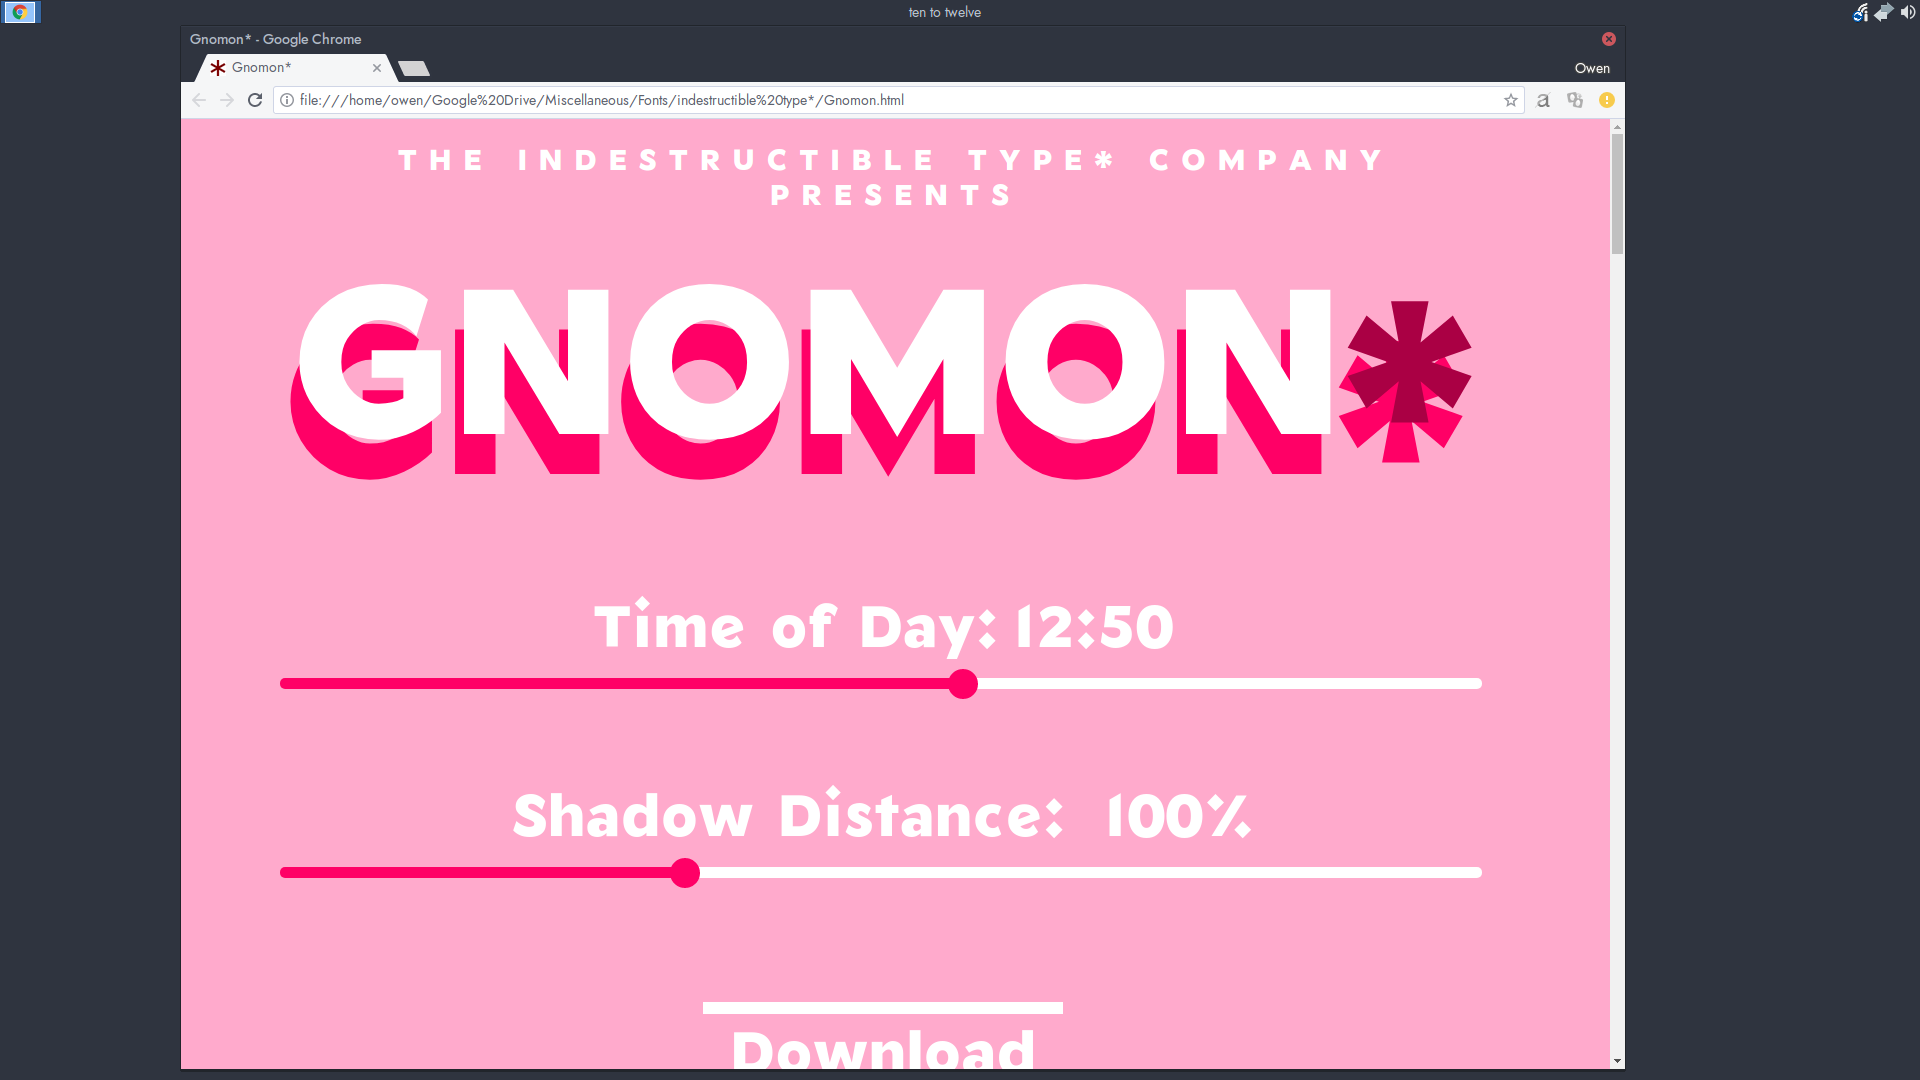 ten to twelve
Gnomon* - Google Chrome
Gnomon*
Owen
file:///home/owen/Google%20Drive/Miscellaneous/Fonts/indestructible%20type*/Gnomon.html
THE INDESTRUCTIBLE TYPE* COMPANY
PRESENTS
GNOMON*
Time of Day: 12:50
Shadow Distance: 100%
Download